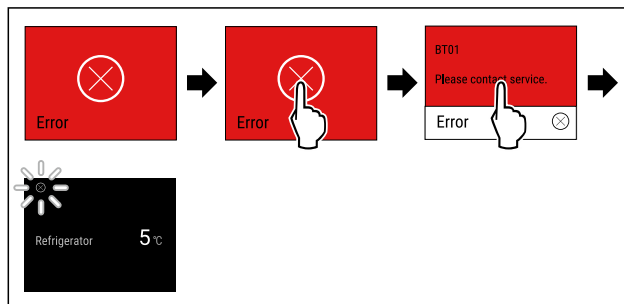 Error
Error
BT01
Please contact service.
Error
Refrigerator 5 °C